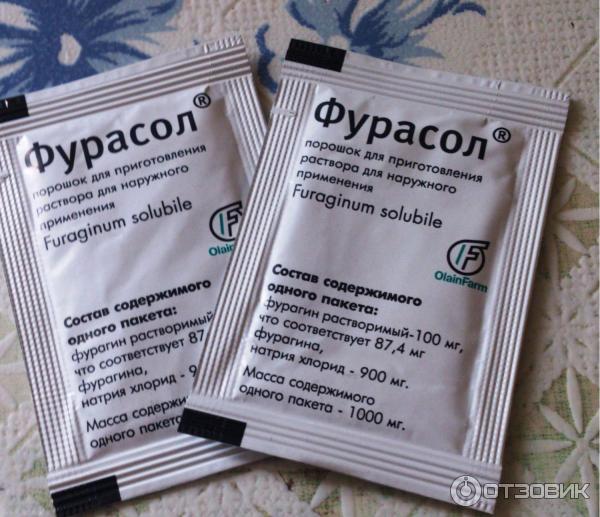 Фурасол®
порошок для приготовления
раствора для наружного
применения
Furaginum solubile
OlainFarm
Состав содержимого
одного пакета:
фурагин растворимый
что соответствует 87,
фурагина,
натрия хлорид - 9
Масса содержи
одного пакета
Фурасол®
порошок для приготовления
раствора для наружного
применения
Furaginum solubile
OlainFarm
Состав содержимого
одного пакета:
фурагин растворимый-100 мг,
что соответствует 87,4 мг
фурагина,
натрия хлорид - 900 мг.
Масса содержимого
одного пакета - 1000 мг.
ОТЗОВИК